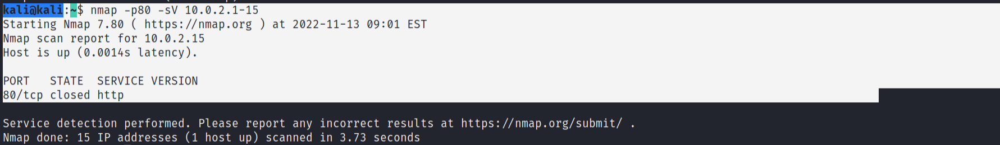 kali@kali:~$ nmap -p80 -sV 10.0.2.1-15
Starting Nmap 7.80 ( https://nmap.org ) at 2022-11-13 09:01 EST
Nmap scan report for 10.0.2.15
Host is up (0.0014s latency).
PORT   STATE  SERVICE VERSION
80/tcp closed http
Service detection performed. Please report any incorrect results at https://nmap.org/submit/ .
Nmap done: 15 IP addresses (1 host up) scanned in 3.73 seconds